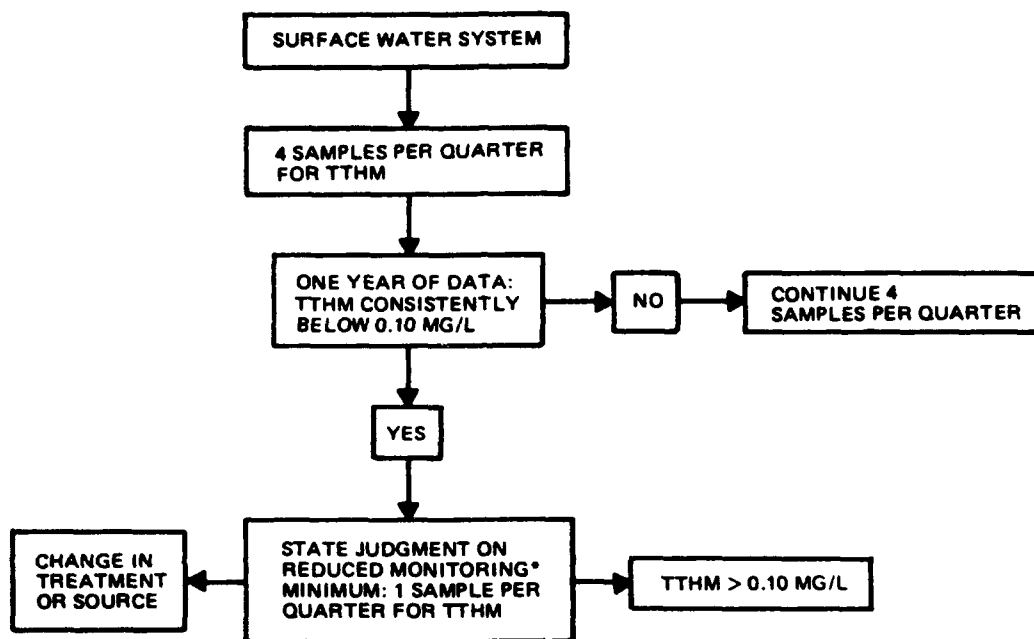 SURFACE WATER SYSTEM
4 SAMPLES PER QUARTER
FOR TTHM
ONE YEAR OF DATA:
TTHM CONSISTENTLY
BELOW 0.10 MG/L
NO
CONTINUE 4
SAMPLES PER QUARTER
YES
CHANGE IN
TREATMENT
OR SOURCE
STATE JUDGMENT ON
REDUCED MONITORING*
MINIMUM: 1 SAMPLE PER
QUARTER FOR TTHM
TTHM > 0.10 MG/L